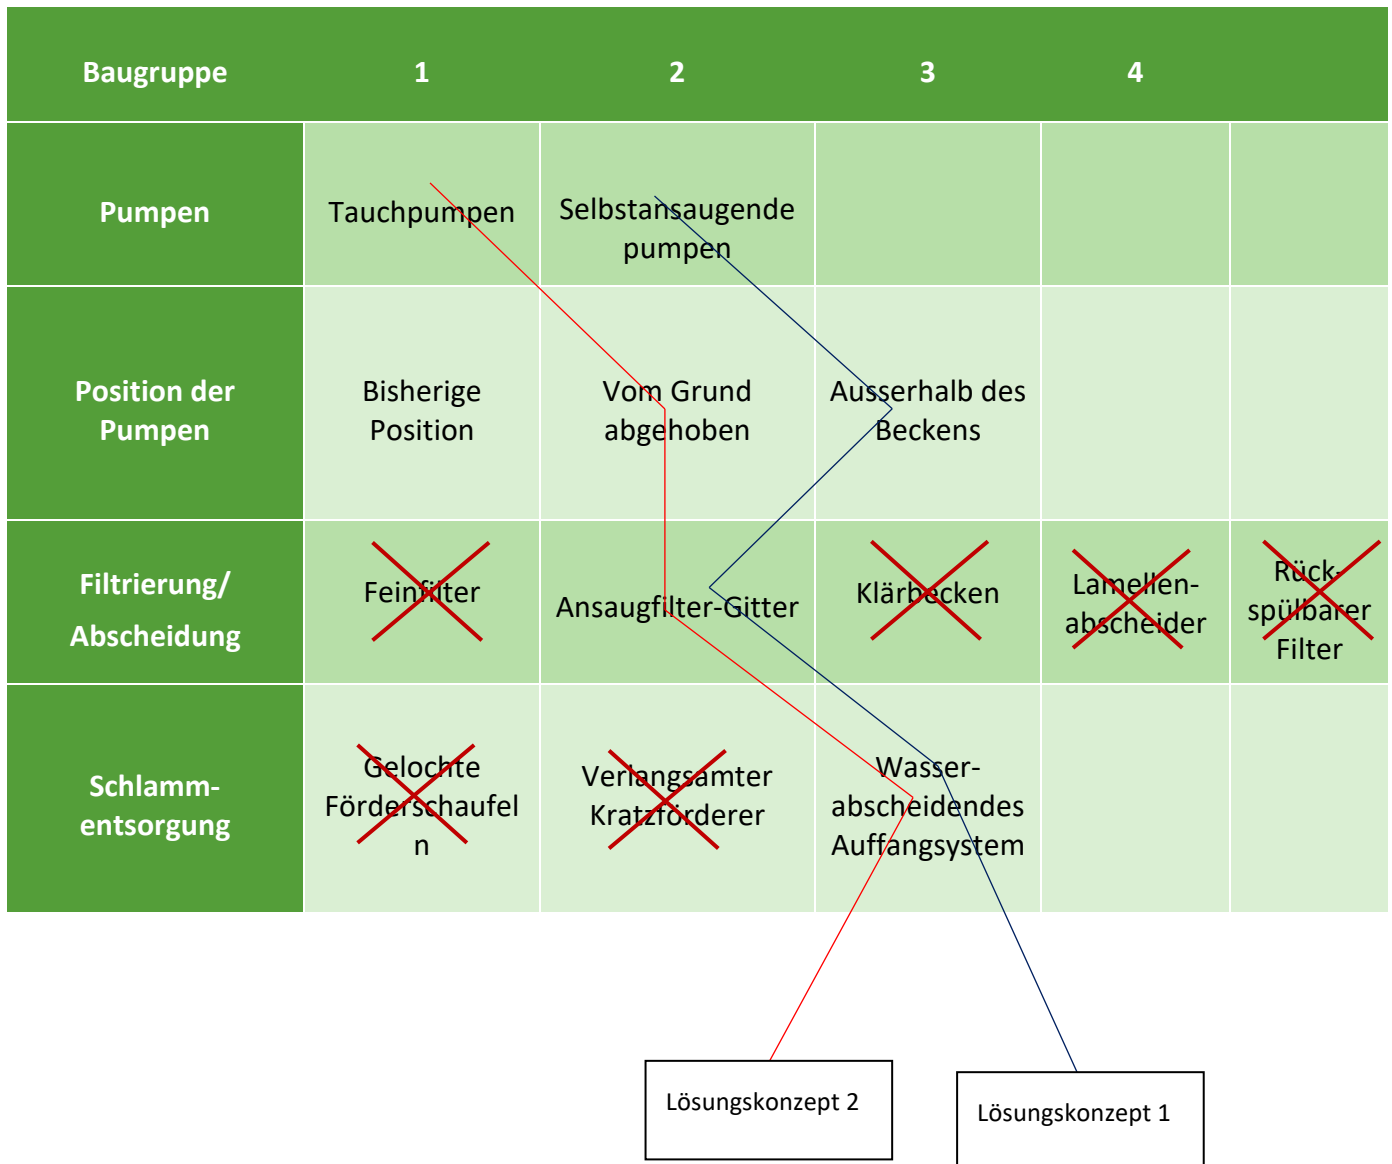 Baugruppe 1 2 3 4
Pumpen
Tauchpumpen
Selbstansaugende
pumpen
Position der
Pumpen
Bisherige
Position
Vom Grund
abgehoben
Ausserhalb des
Beckens
Filtrierung/
Abscheidung
Feinfilter
Ansaugfilter-Gitter
Klärbecken
Lamellen-
abscheider
Rück-
spülbarer
Filter
Schlamm-
entsorgung
Gelochte
Förderschaufel
n
Verlangsamter
Kratzförderer
Wasser-
abscheidendes
Auffangsystem
Lösungskonzept 2
Lösungskonzept 1